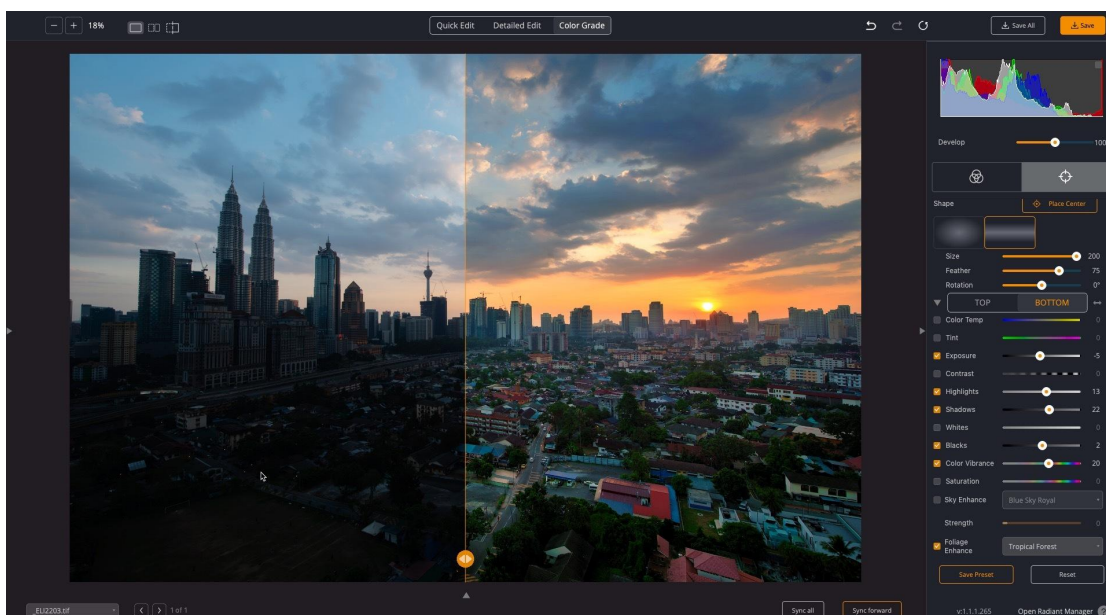 18%
Quick Edit Detailed Edit Color Grade
Save All Save
Develop 100
Shape Place Center
Size 200
Feather 75
Rotation 0°
TOP BOTTOM
Color Temp 0
Tint 0
Exposure -5
Contrast 0
Highlights 13
Shadows 22
Whites 0
Blacks 2
Color Vibrance 20
Saturation 0
Sky Enhance Blue Sky Royal
Strength 0
Foliage
Enhance Tropical Forest
Save Preset Reset
_EU2203.tif 1 of 1 Sync all Sync forward v:1.1.1.265 Open Radiant Manager